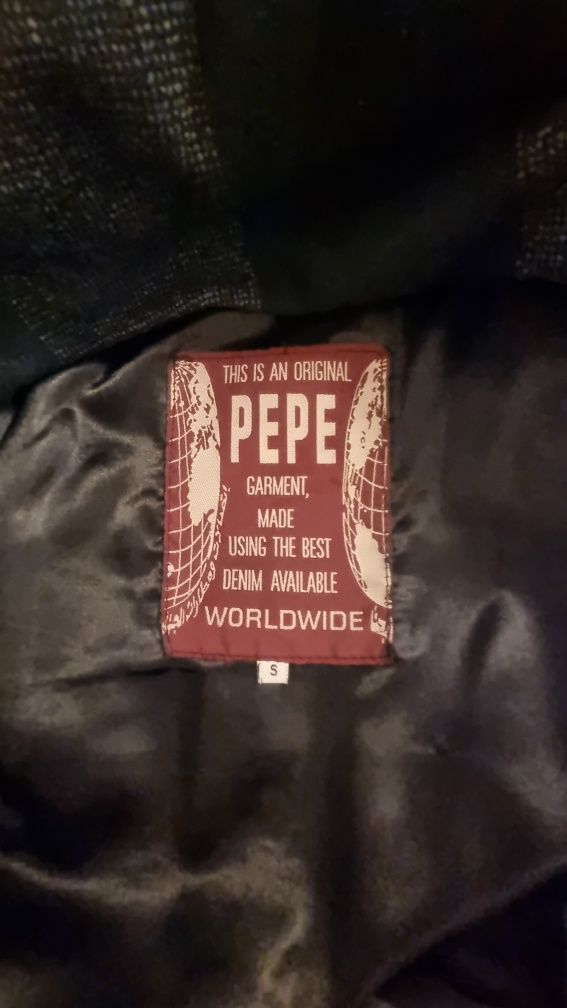 THIS IS AN ORIGINAL
PEPE
GARMENT,
MADE
USING THE BEST
DENIM AVAILABLE
WORLDWIDE
S